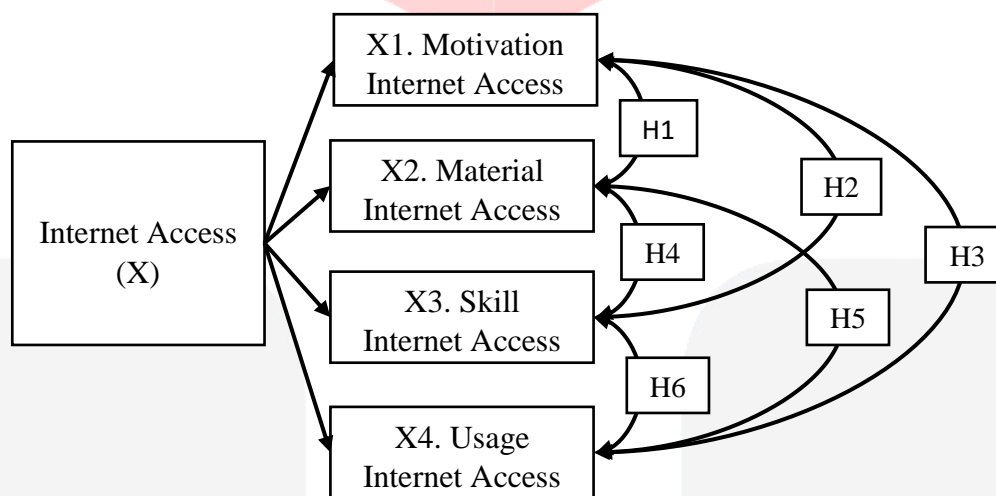 X1. Motivation
Internet Access
H1
X2. Material
Internet Access
H2
Internet Access
(X)
H4
H3
X3. Skill
Internet Access
H5
H6
X4. Usage
Internet Access